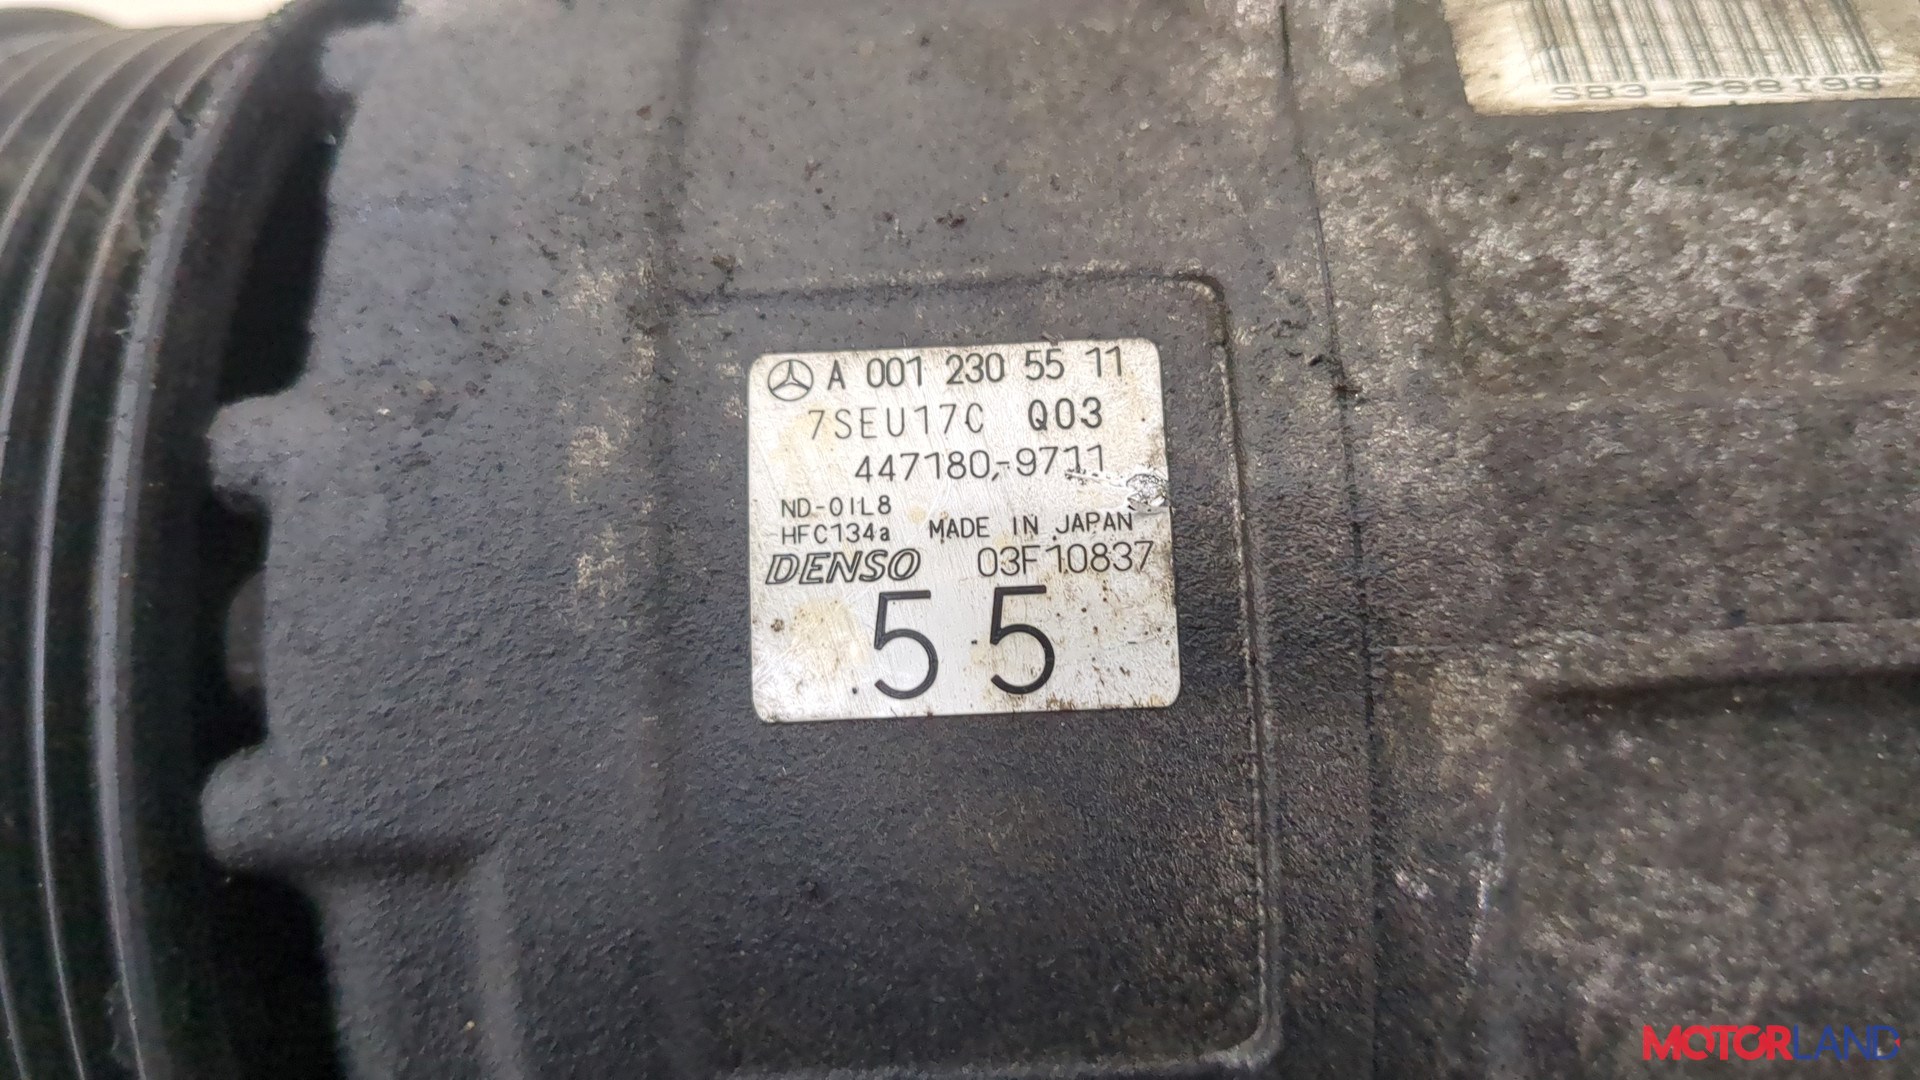 SB3-288198
A 001 230 55 11
7SEU17C Q03
447180-9711
ND-OIL8
HFC134a MADE IN JAPAN
DENSO 03F10837
55
MOTORLAND